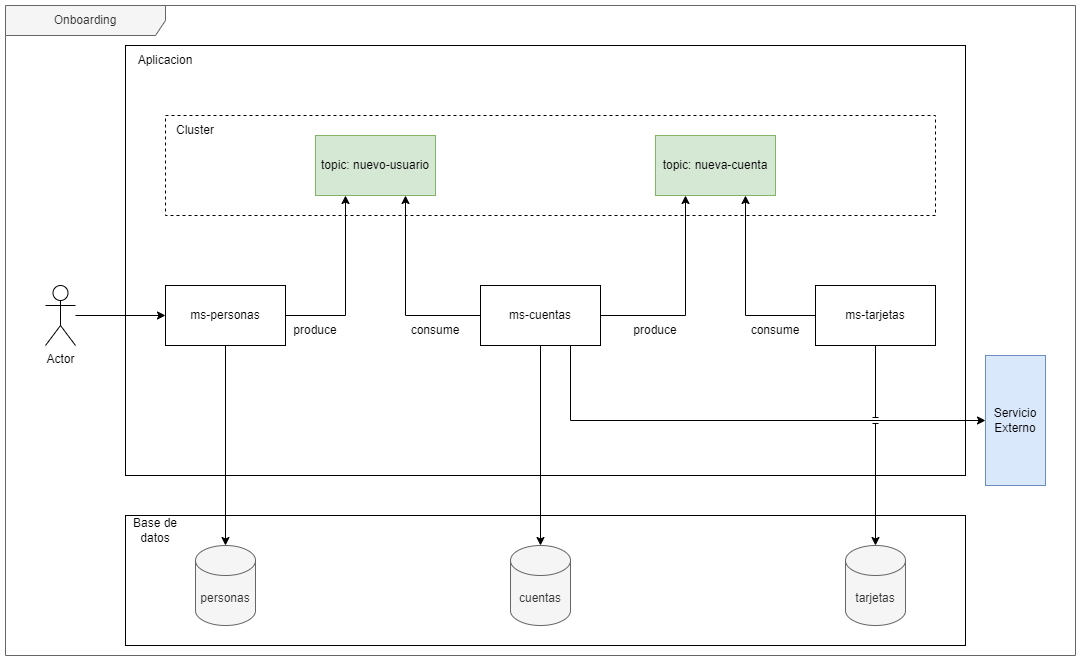 Onboarding
Aplicacion
Cluster
topic: nuevo-usuario
topic: nueva-cuenta
ms-personas
ms-cuentas
ms-tarjetas
produce
consume
produce
consume
Actor
Servicio
Externo
Base de
datos
personas
cuentas
tarjetas